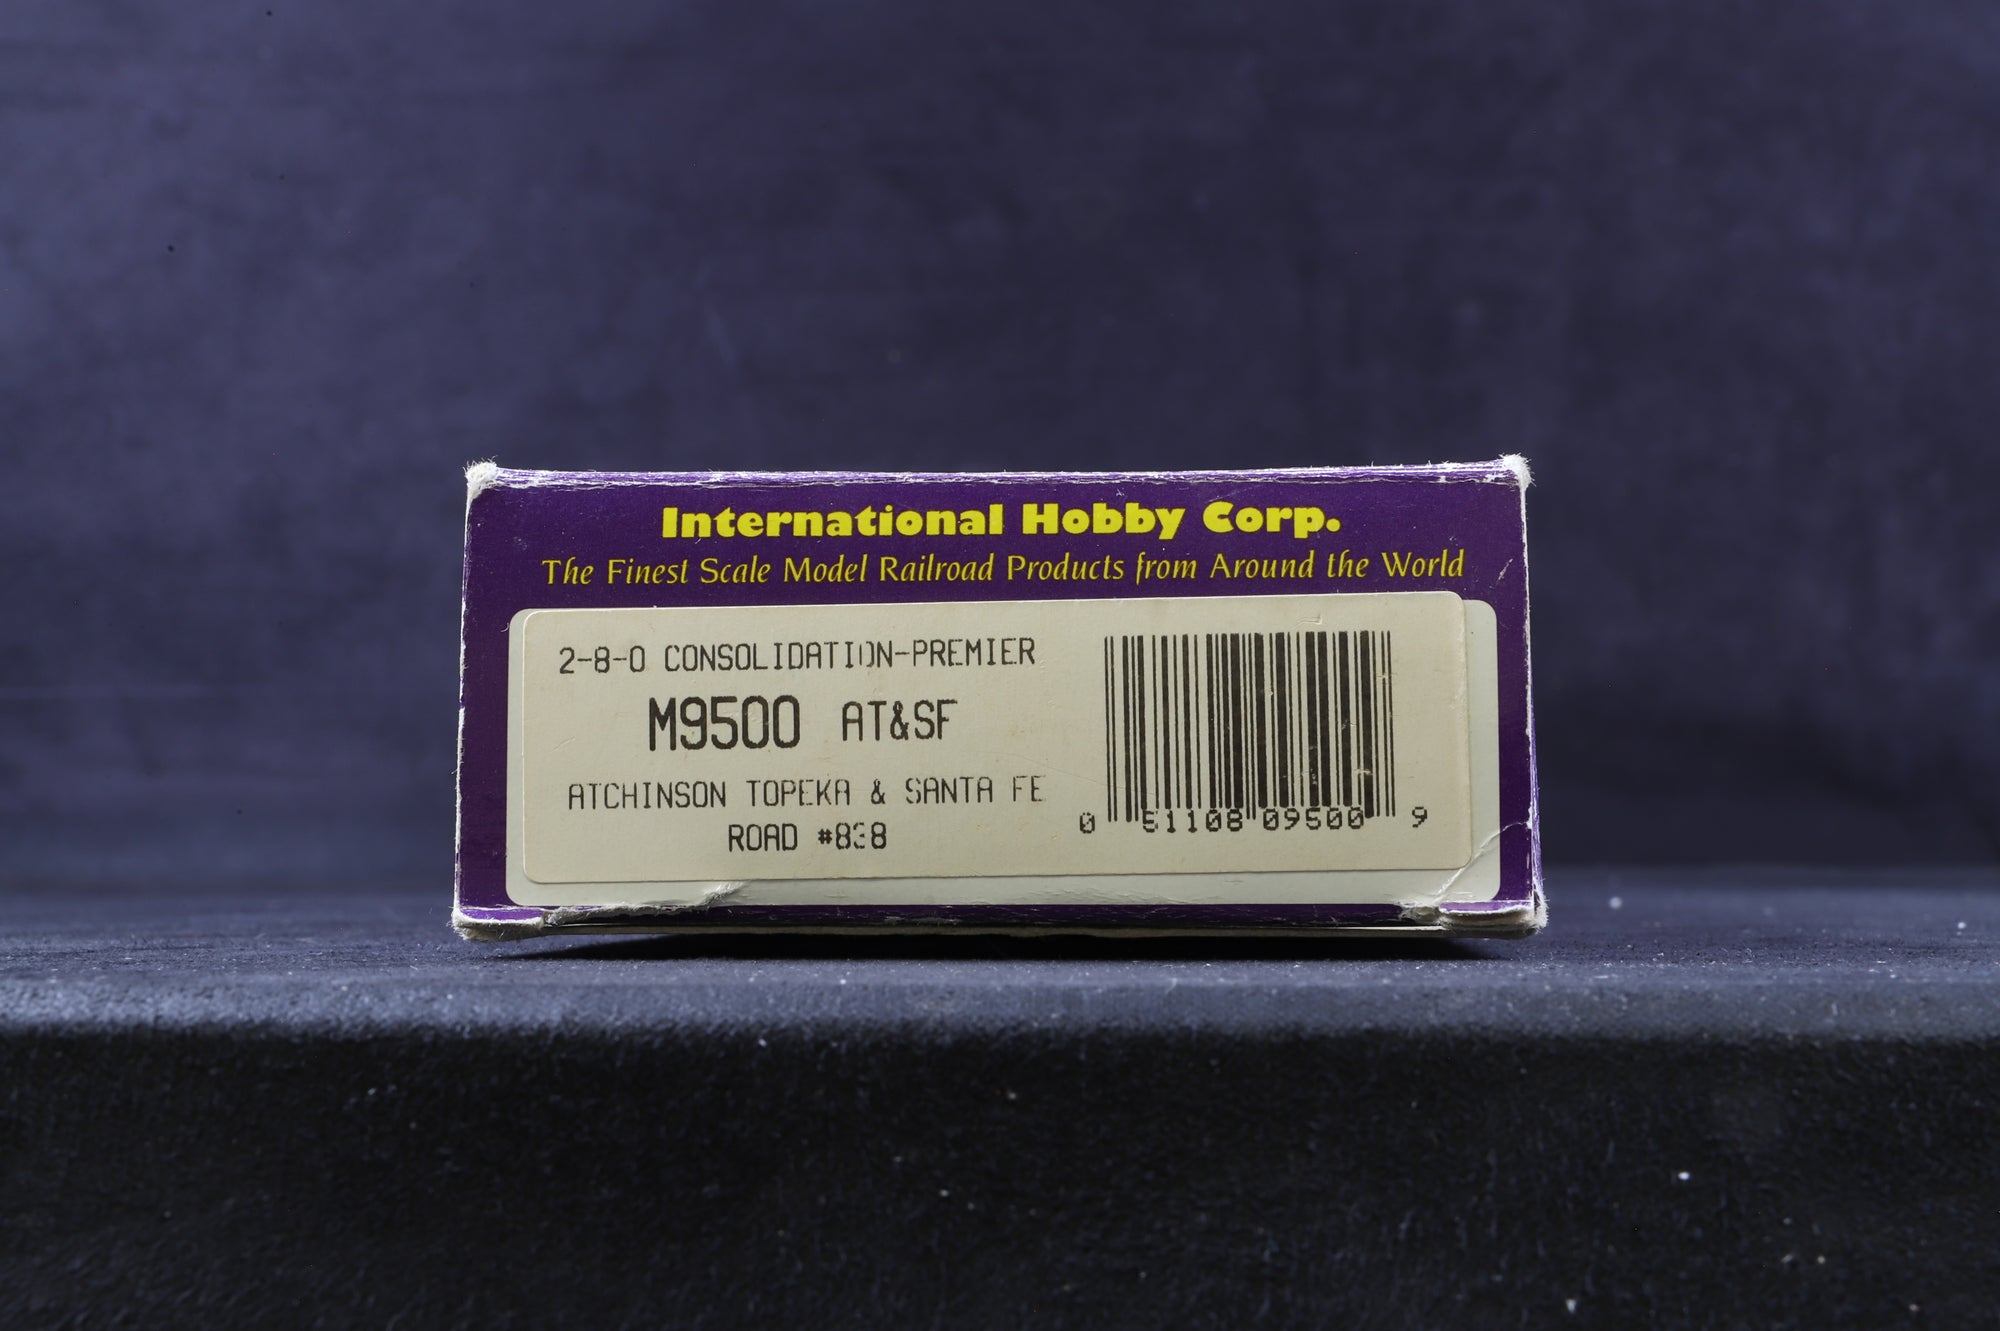 International Hobby Corp.
The Finest Scale Model Railroad Products from Around the World
2-8-0 CONSOLIDATION-PREMIER
M9500 AT&SF
ATCHINSON TOPEKA & SANTA FE
ROAD #838
0 51108 09500 9